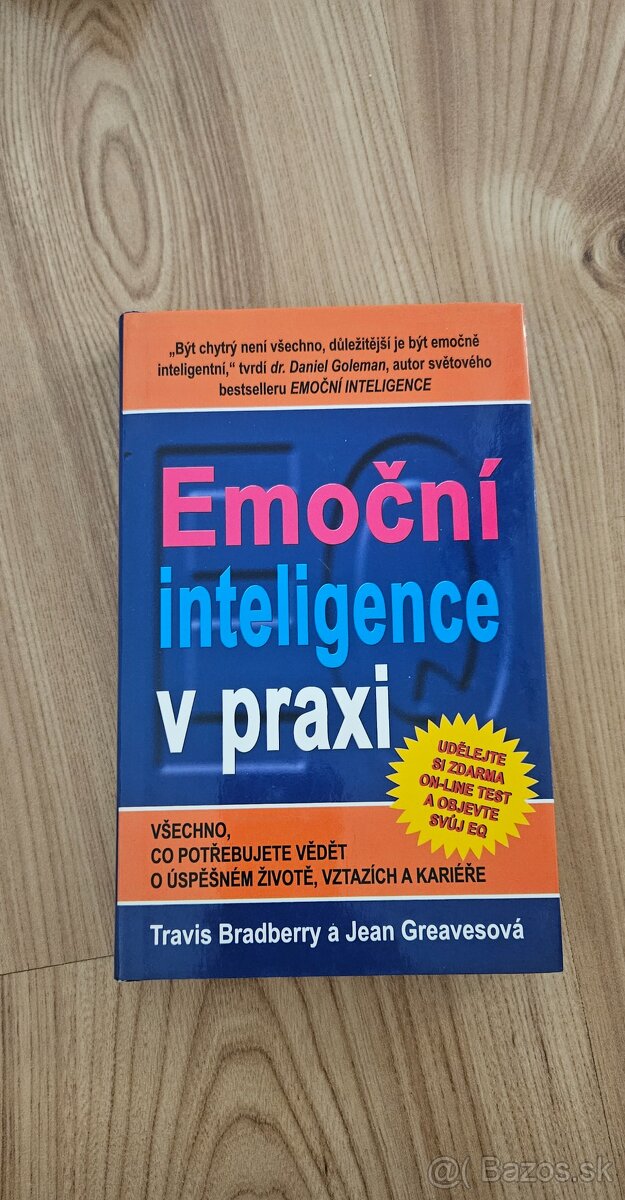 „Být chytrý není všechno, důležitější je být emočně
inteligentní,“ tvrdí dr. Daniel Goleman, autor světového
bestselleru EMOČNÍ INTELIGENCE
EQ
Emoční
inteligence
v praxi
UDĚLEJTE
SI ZDARMA
ON-LINE TEST
A OBJEVTE
SVŮJ EQ
VŠECHNO,
CO POTŘEBUJETE VĚDĚT
O ÚSPĚŠNÉM ŽIVOTĚ, VZTAZÍCH A KARIÉŘE
Travis Bradberry a Jean Greavesová
@ Bazos.sk